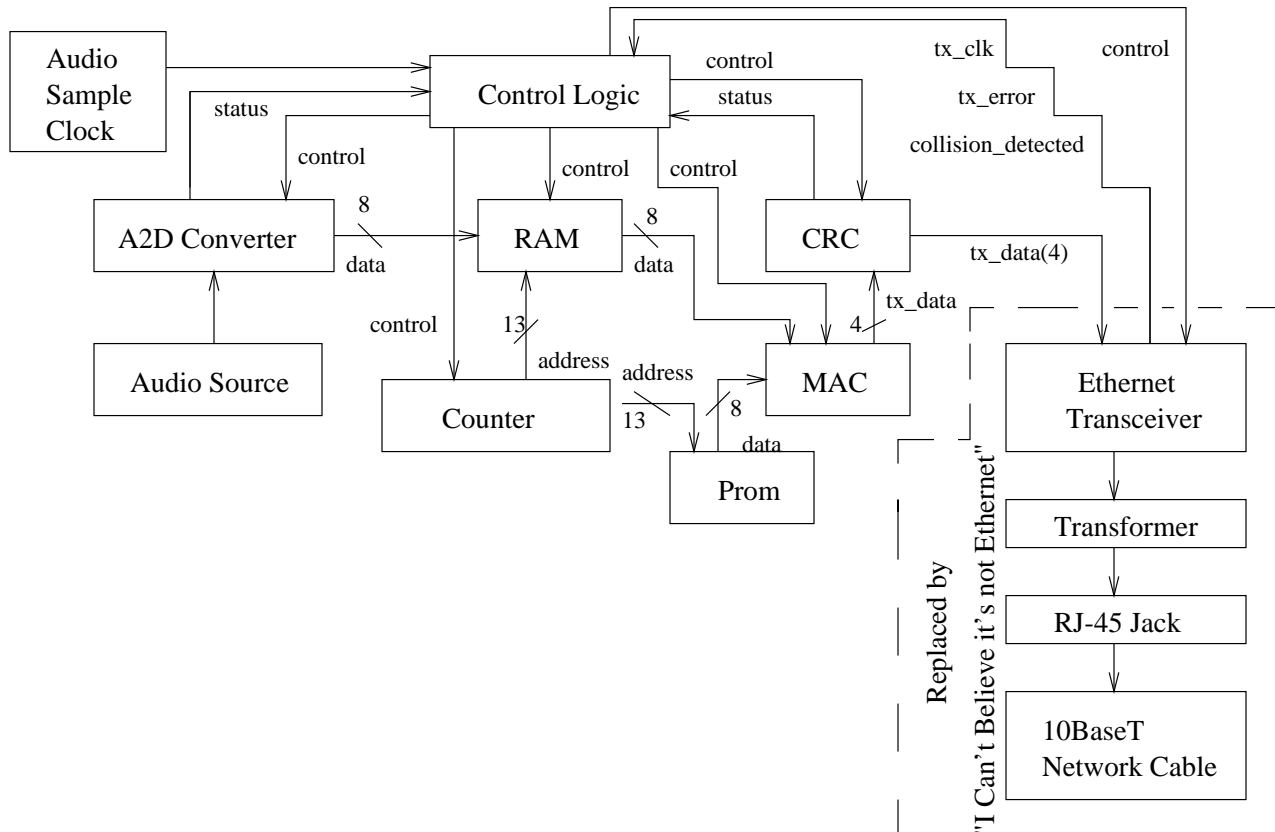 Audio
Sample
Clock
Control Logic
tx_clk
control
control
status
status
tx_error
collision_detected
control
control
control
8
8
A2D Converter
RAM
CRC
data
data
tx_data(4)
tx_data
control
13
4
Audio Source
address
address
MAC
Ethernet
Transceiver
Counter
13
8
data
Prom
Transformer
RJ-45 Jack
10BaseT
Network Cable
Replaced by
"I Can't Believe it's not Ethernet"